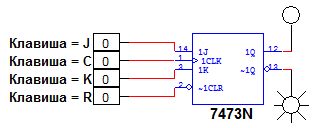 Клавиша = J 0 14 1J 1Q 12
Клавиша = C 0 1 1CLK
Клавиша = K 0 3 1K ~1Q 13
Клавиша = R 0 2 ~1CLR
7473N